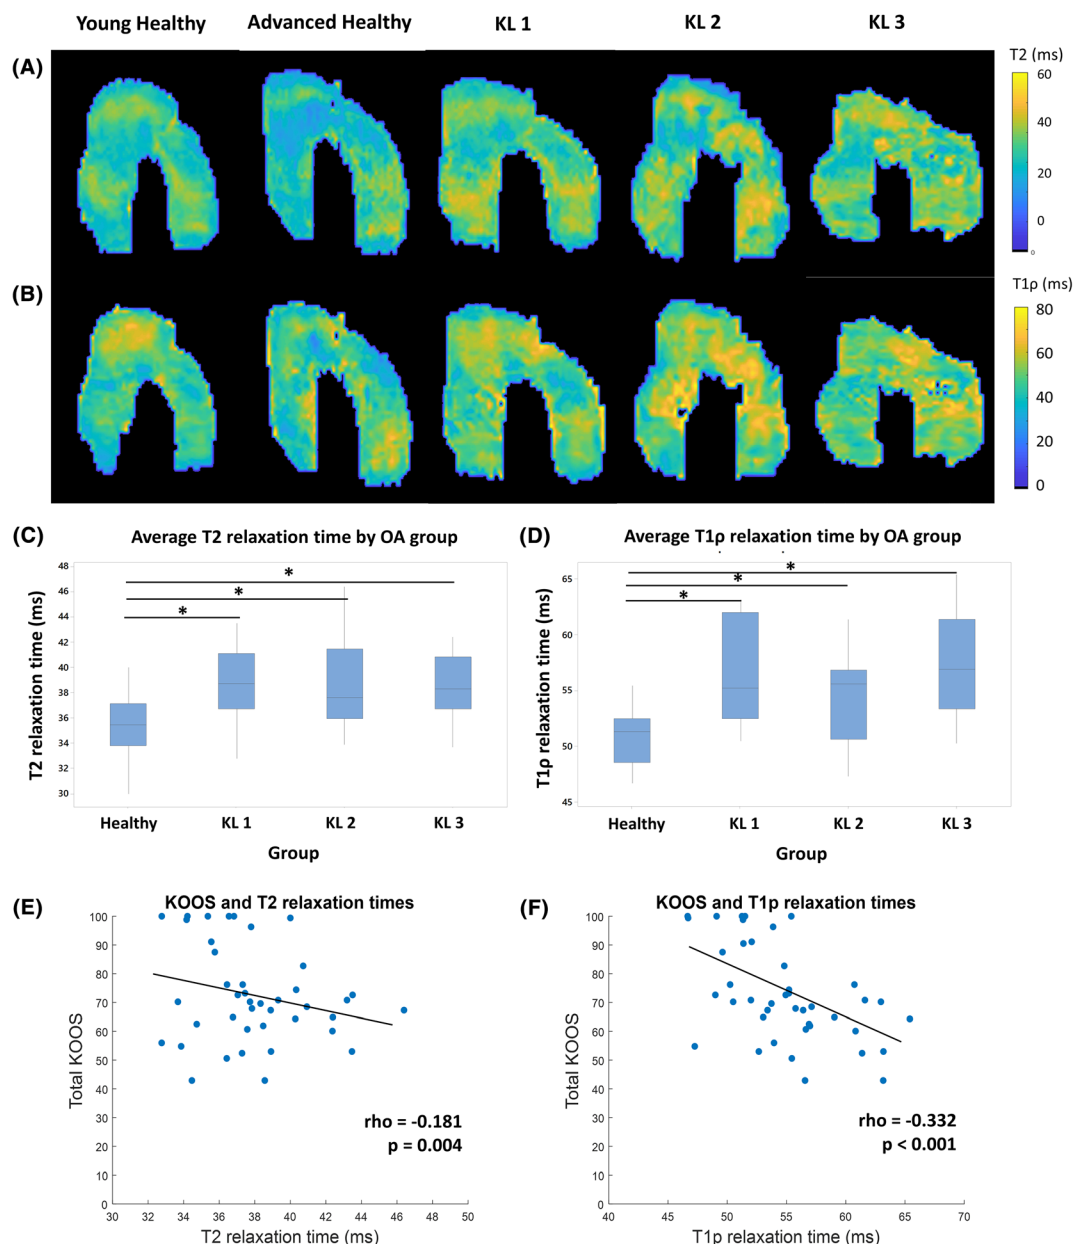 Young Healthy
Advanced Healthy
KL 1
KL 2
KL 3
(A)
T2 (ms)
60
40
20
0
0
(B)
T1ρ (ms)
80
60
40
20
0
(C)
Average T2 relaxation time by OA group
48
46
44
42
40
38
36
34
32
30
T2 relaxation time (ms)
*
*
*
Healthy
KL 1
KL 2
KL 3
Group
(D)
Average T1ρ relaxation time by OA group
65
60
55
50
45
T1ρ relaxation time (ms)
*
*
*
Healthy
KL 1
KL 2
KL 3
Group
(E)
KOOS and T2 relaxation times
100
90
80
70
60
50
40
30
20
10
0
Total KOOS
rho = -0.181
p = 0.004
30 32 34 36 38 40 42 44 46 48 50
T2 relaxation time (ms)
(F)
KOOS and T1p relaxation times
100
90
80
70
60
50
40
30
20
10
0
Total KOOS
rho = -0.332
p < 0.001
40 45 50 55 60 65 70
T1p relaxation time (ms)